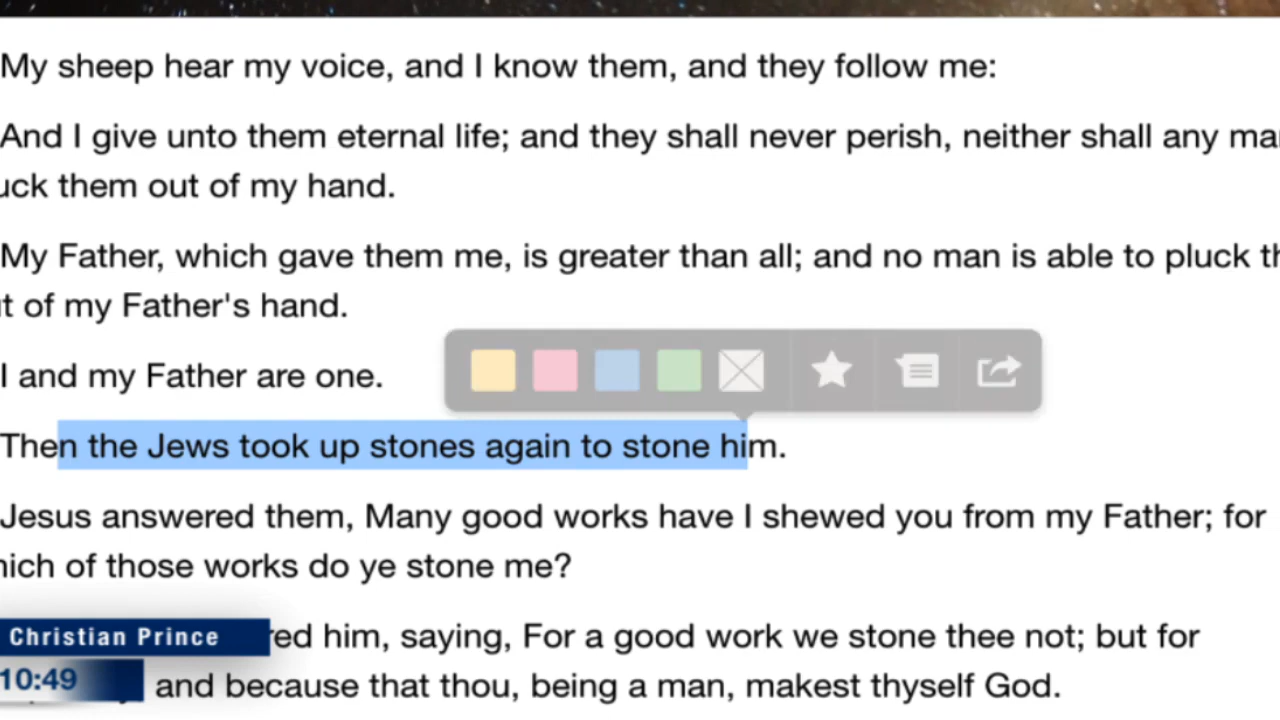 My sheep hear my voice, and I know them, and they follow me:
And I give unto them eternal life; and they shall never perish, neither shall any ma
uck them out of my hand.
My Father, which gave them me, is greater than all; and no man is able to pluck th
t of my Father's hand.
I and my Father are one.
Then the Jews took up stones again to stone him.
Jesus answered them, Many good works have I shewed you from my Father; for
hich of those works do ye stone me?
Christian Prince
red him, saying, For a good work we stone thee not; but for
10:49
and because that thou, being a man, makest thyself God.